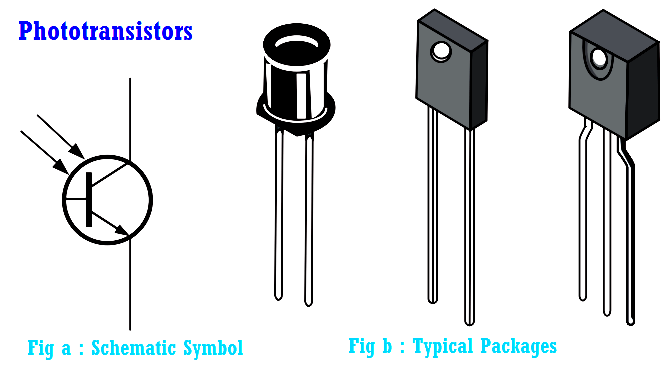 Phototransistors
Fig a : Schematic Symbol
Fig b : Typical Packages